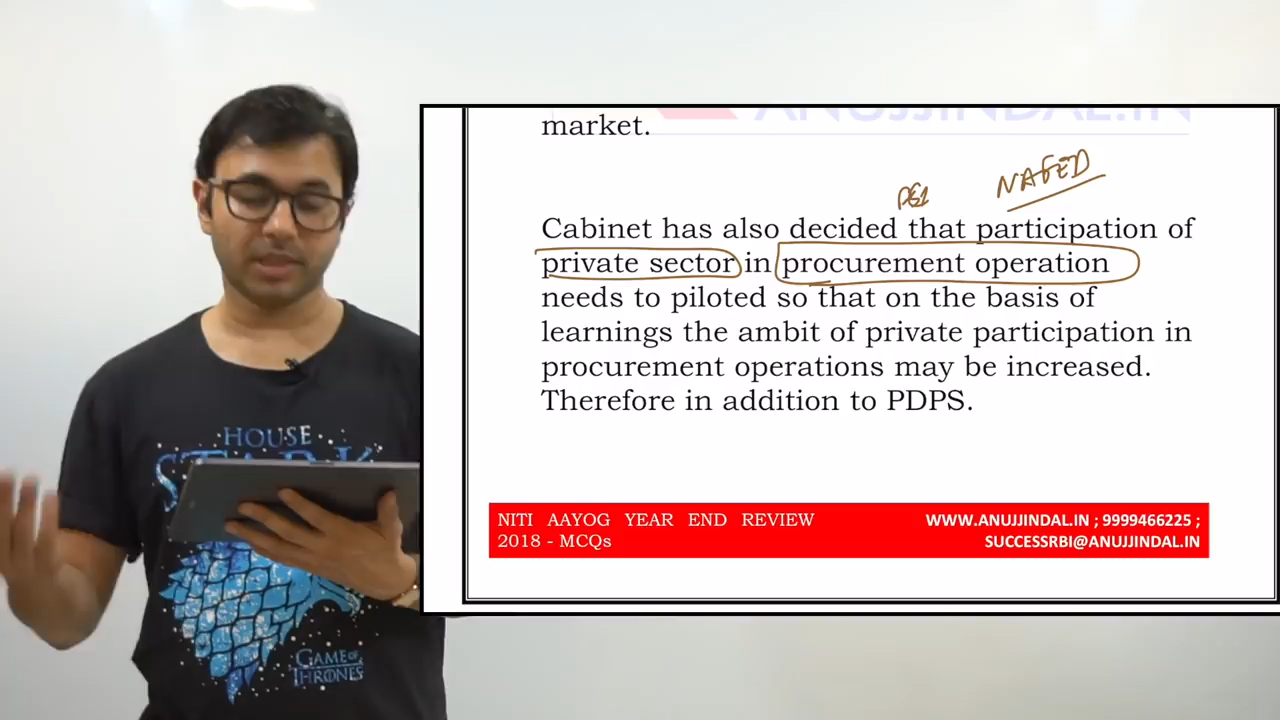 ANUJJINDAL.IN
market.
NAFED
Cabinet has also decided that participation of
private sector in procurement operation
needs to piloted so that on the basis of
learnings the ambit of private participation in
procurement operations may be increased.
Therefore in addition to PDPS.
NITI AAYOG YEAR END REVIEW
2018 - MCQs
WWW.ANUJJINDAL.IN ; 9999466225 ;
SUCCESSRBI@ANUJJINDAL.IN
HOUSE
STARK
GAME OF
THRONES